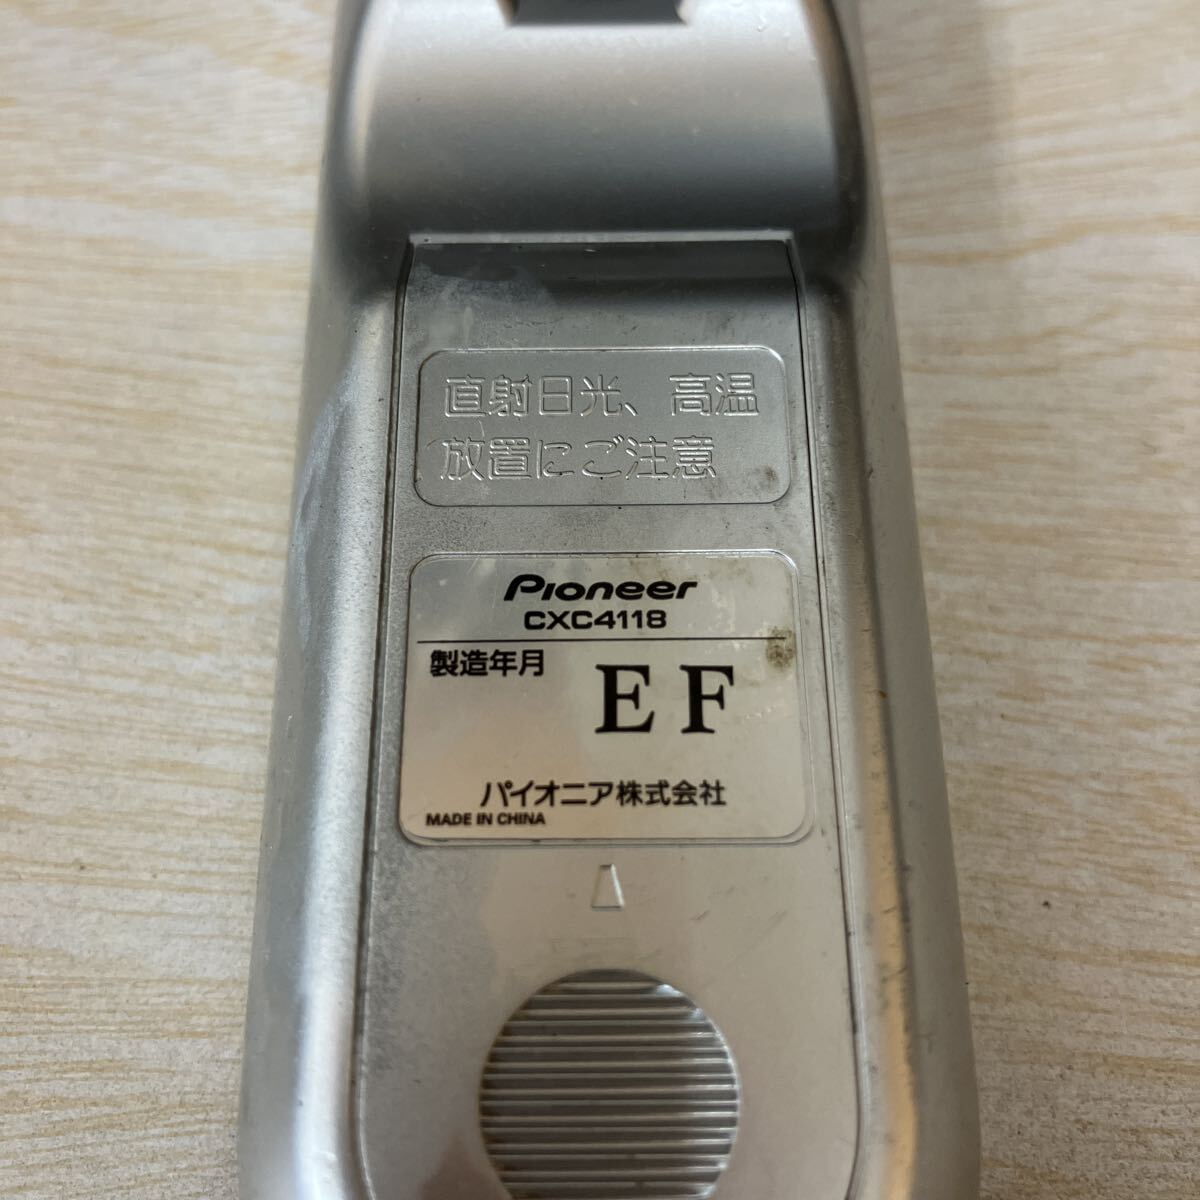 直射日光、高温
放置にご注意
Pioneer
CXC4118
製造年月
EF
パイオニア株式会社
MADE IN CHINA